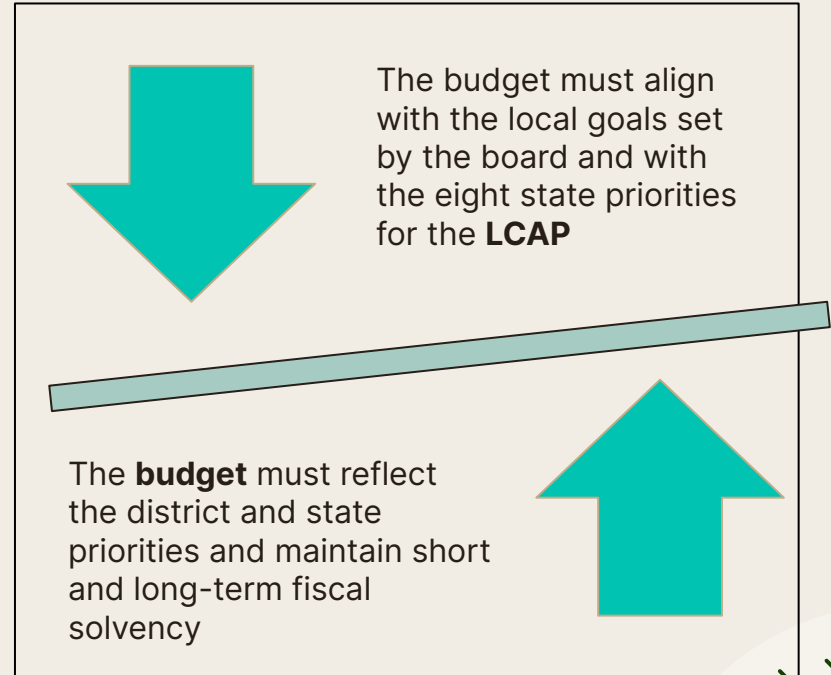 The budget must align
with the local goals set
by the board and with
the eight state priorities
for the LCAP
The budget must reflect
the district and state
priorities and maintain short
and long-term fiscal
solvency